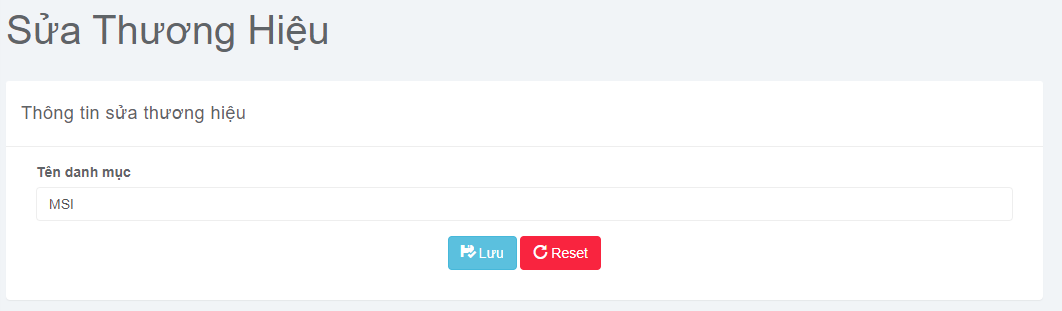 Sửa Thương Hiệu
Thông tin sửa thương hiệu
Tên danh mục
MSI
Lưu Reset